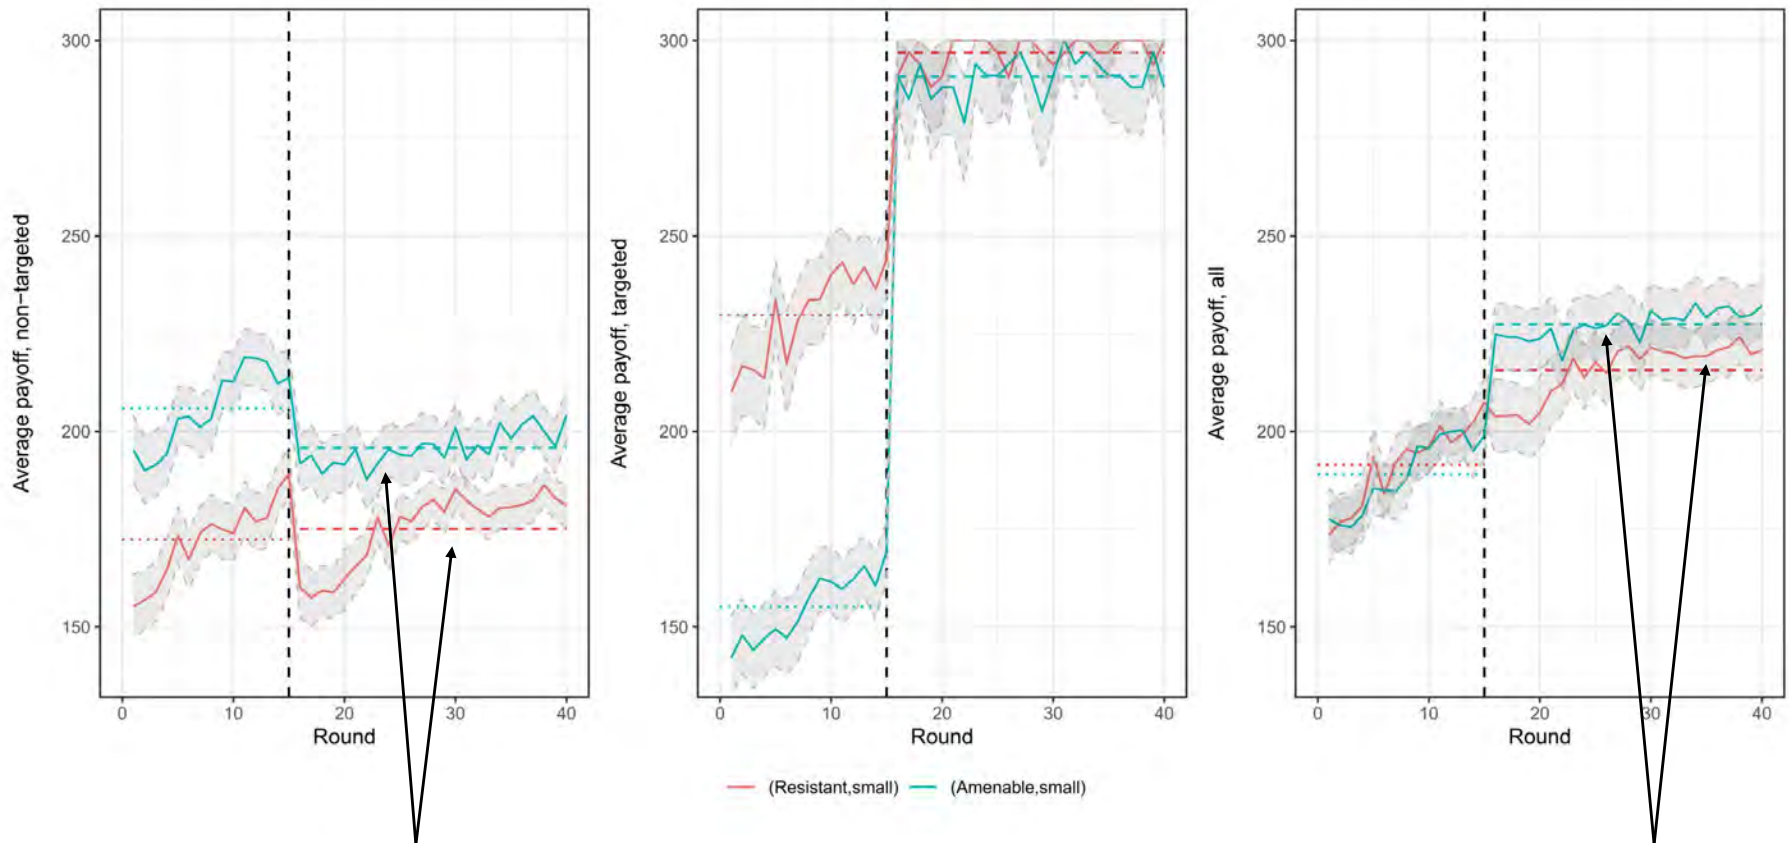 Average payoff, non−targeted
300
250
200
150
0 10 20 30 40
Round
Average payoff, targeted
300
250
200
150
0 10 20 30 40
Round
Average payoff, all
300
250
200
150
0 10 20 30 40
Round
(Resistant,small) (Amenable,small)